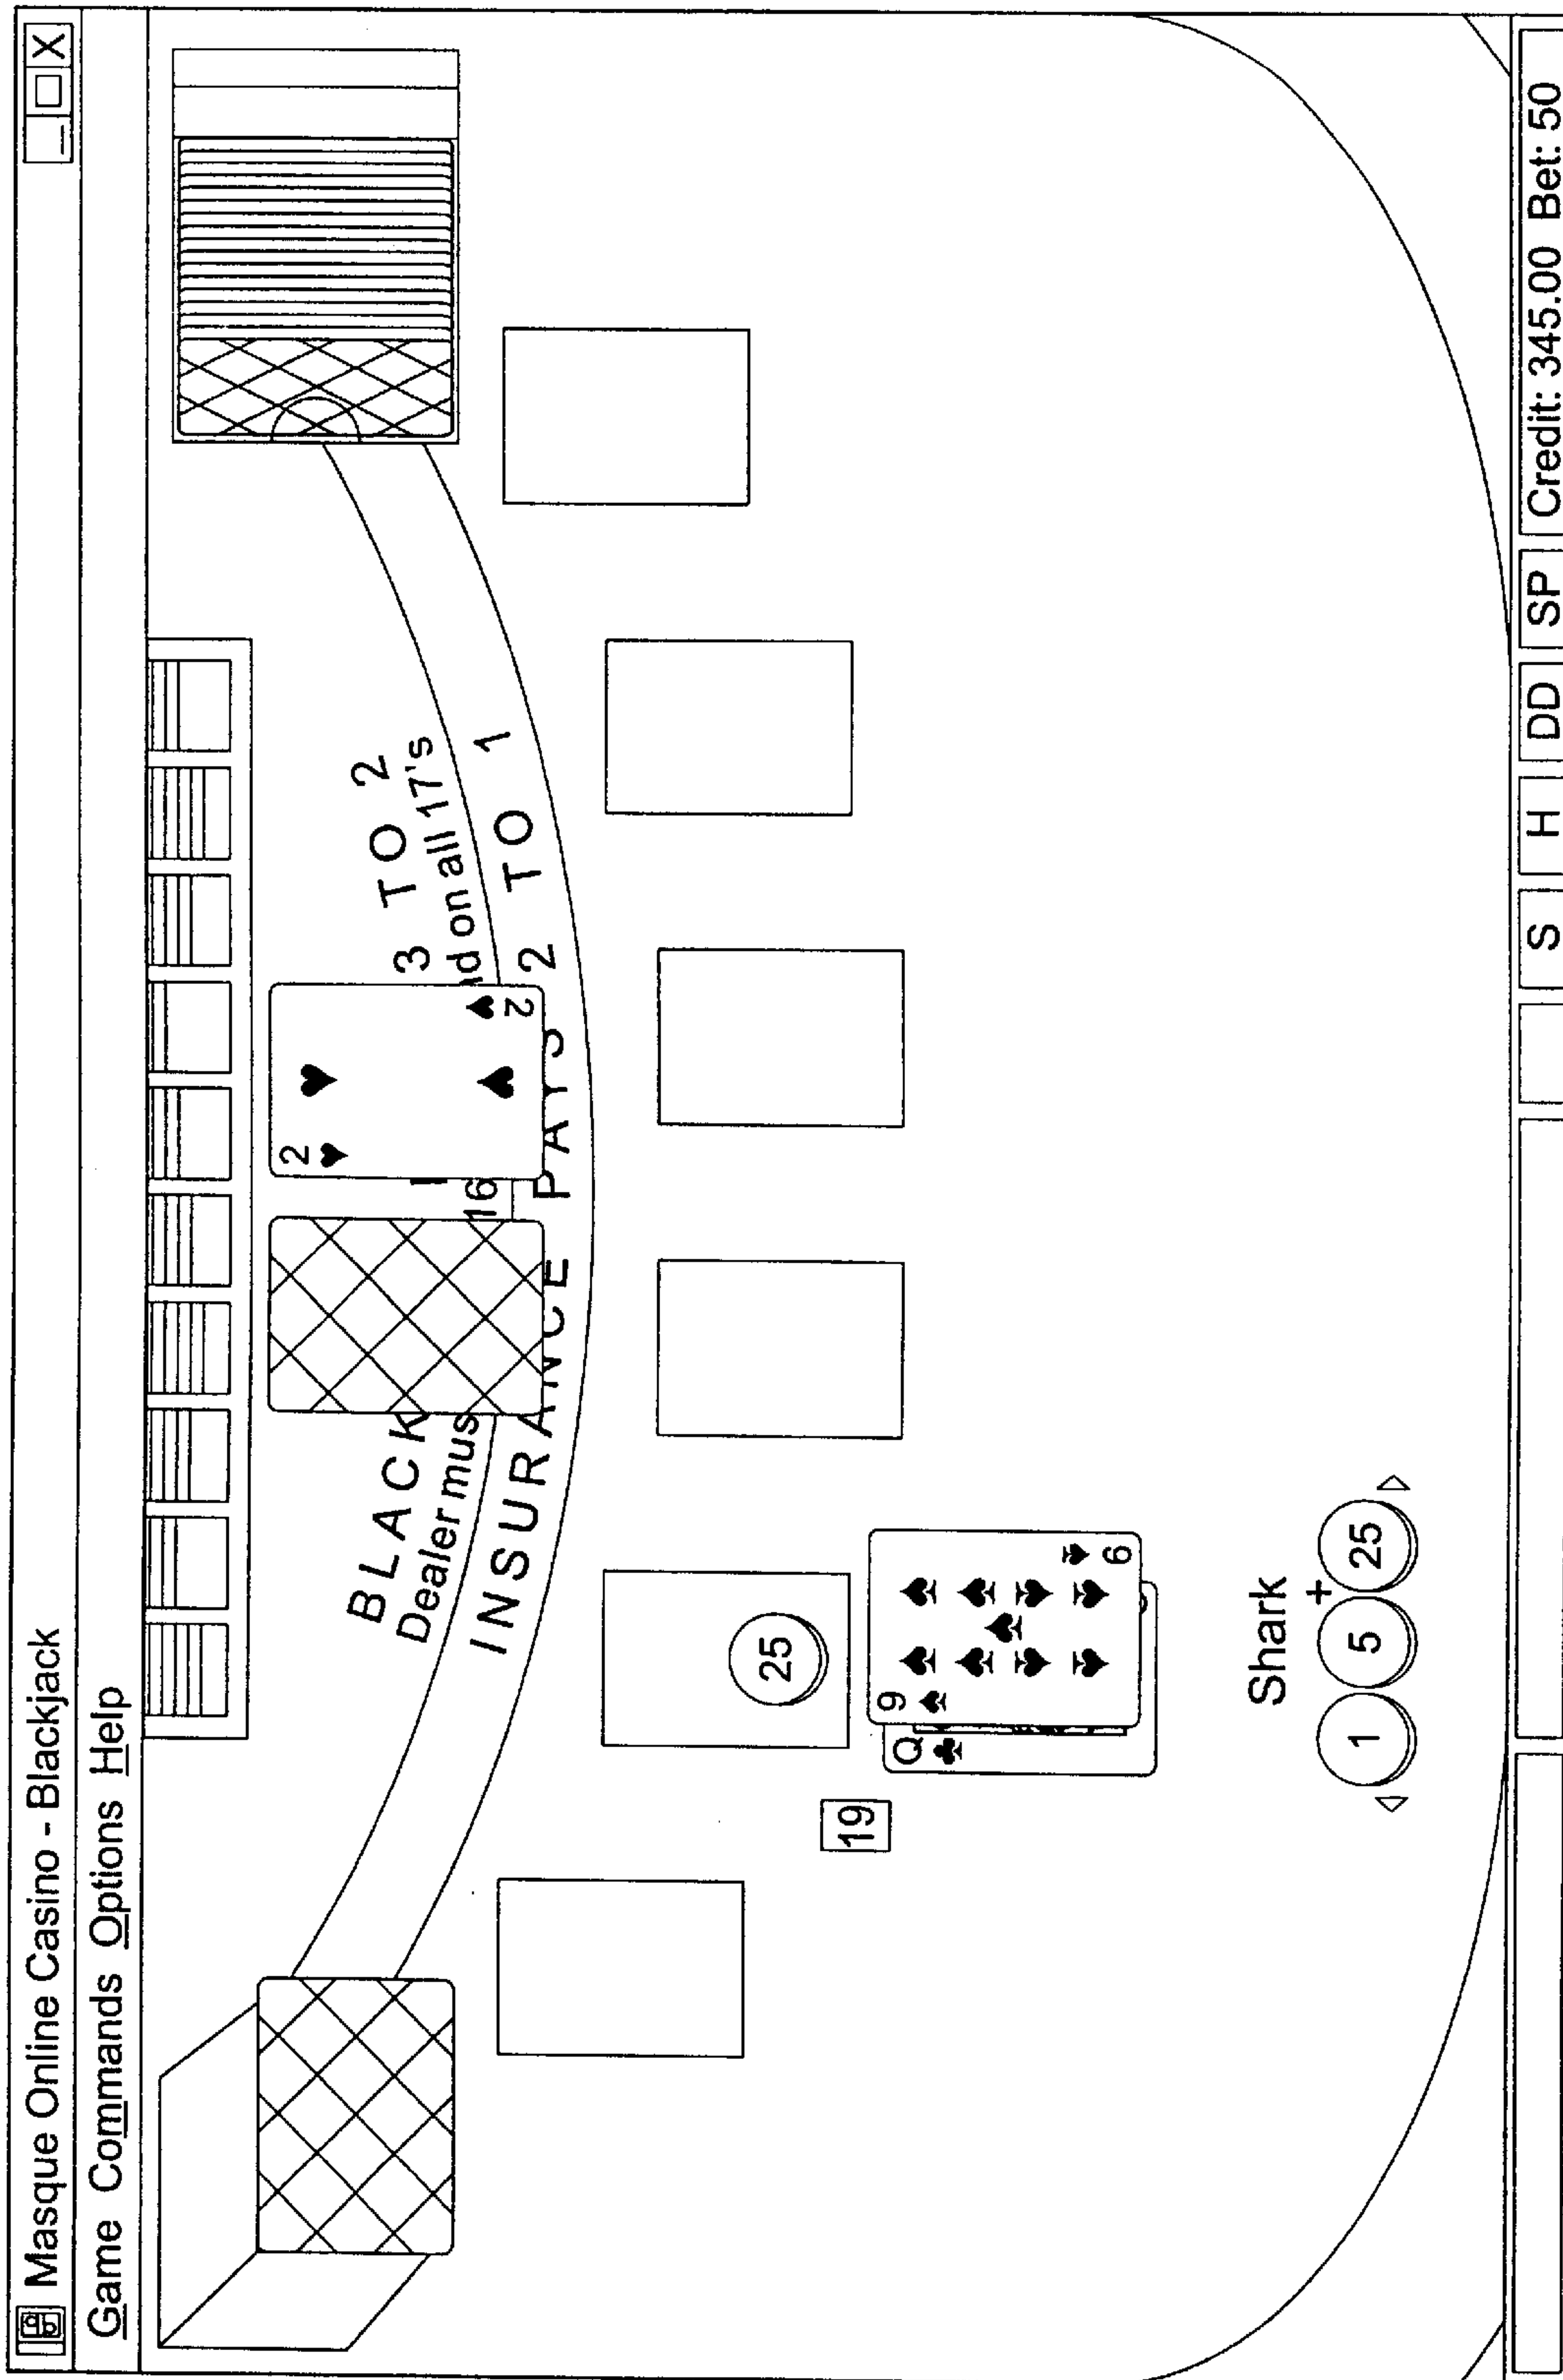 Masque Online Casino - Blackjack
Game Commands Options Help
BLACK 3 TO 2
Dealer mus 16 nd on all 17's
INSURANCE PAYS 2 TO 1
2
2
25
Q
9
9
19
Shark
+
1 5 25
S H DD SP Credit: 345.00 Bet: 50